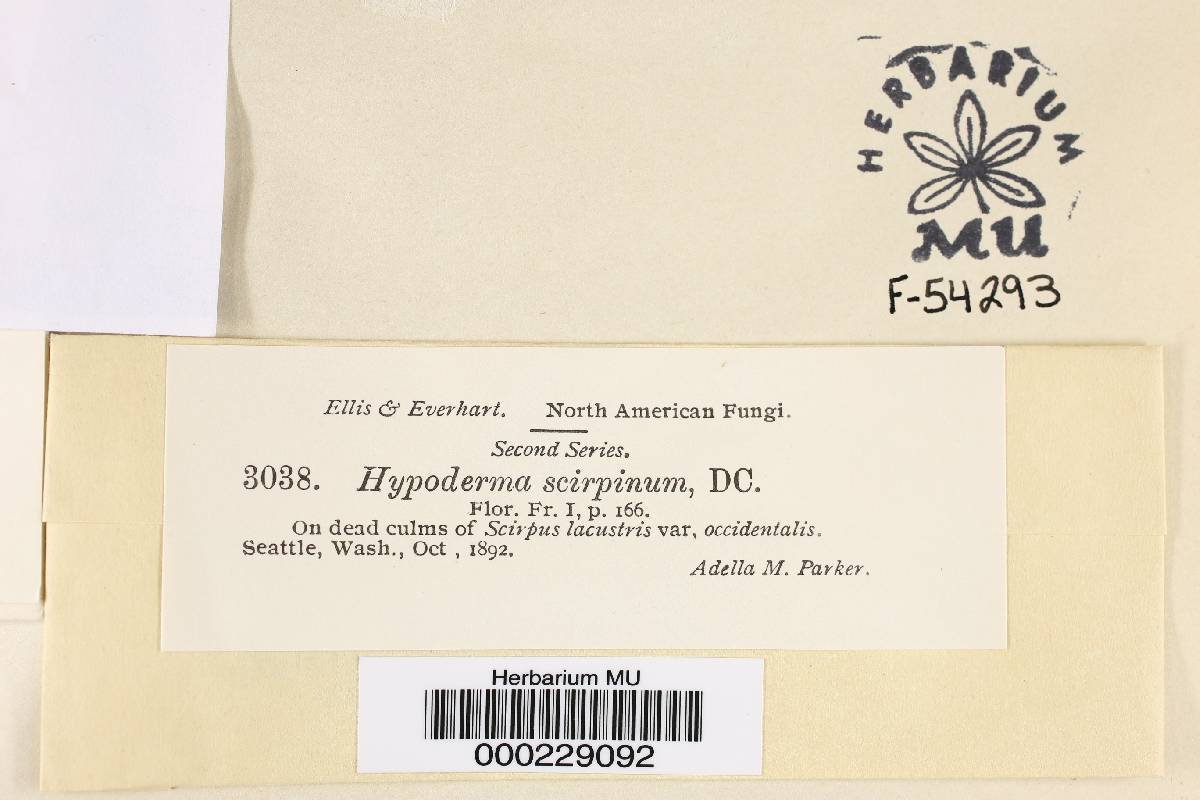 HERBARIUM
MU
F-54293
Ellis & Everhart. North American Fungi.
Second Series.
3038. Hypoderma scirpinum, DC.
Flor. Fr. I, p. 166.
On dead culms of Scirpus lacustris var, occidentalis.
Seattle, Wash., Oct , 1892.
Adella M. Parker.
Herbarium MU
000229092